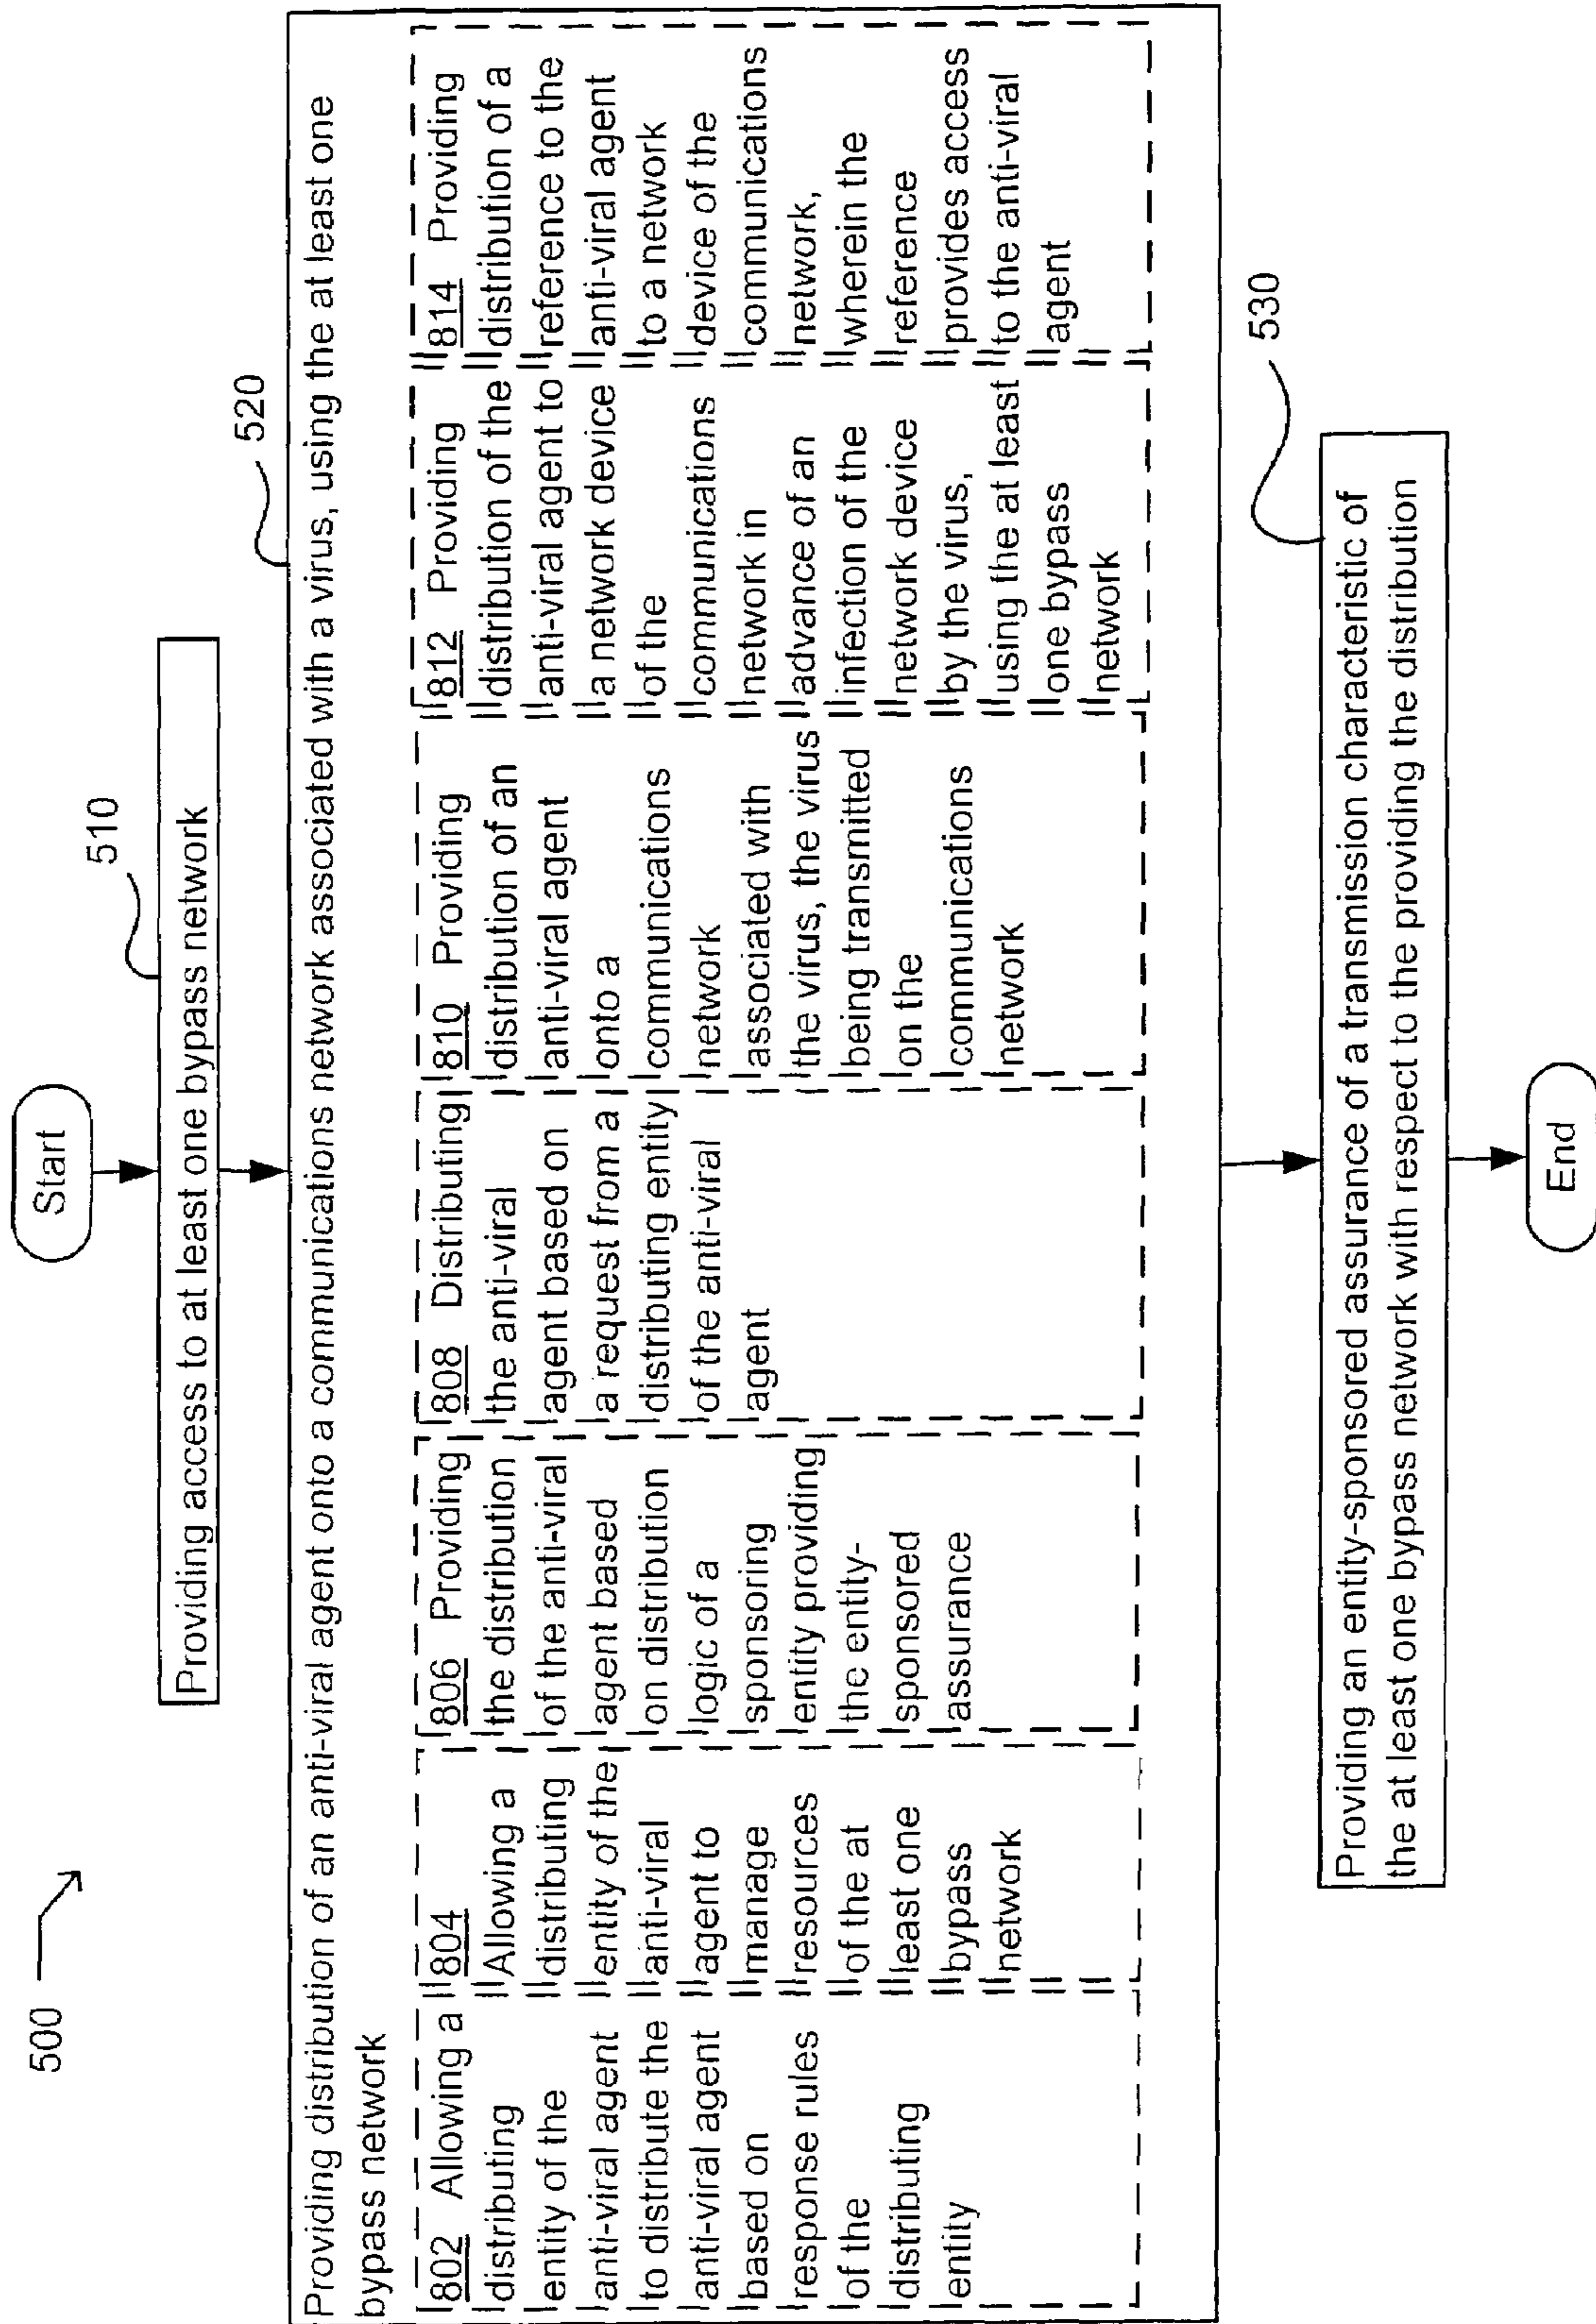 500
Start
510
Providing access to at least one bypass network
520
Providing distribution of an anti-viral agent onto a communications network associated with a virus, using the at least one
bypass network
802 Allowing a
distributing
entity of the
anti-viral agent
to distribute the
anti-viral agent
based on
response rules
of the
distributing
entity
804
Allowing a
distributing
entity of the
anti-viral
agent to
manage
resources
of the at
least one
bypass
network
806 Providing
the distribution
of the anti-viral
agent based
on distribution
logic of a
sponsoring
entity providing
the entity-
sponsored
assurance
808 Distributing
the anti-viral
agent based on
a request from a
distributing entity
of the anti-viral
agent
810 Providing
distribution of an
anti-viral agent
onto a
communications
network
associated with
the virus, the virus
being transmitted
on the
communications
network
812 Providing
distribution of the
anti-viral agent to
a network device
of the
communications
network in
advance of an
infection of the
network device
by the virus,
using the at least
one bypass
network
814 Providing
distribution of a
reference to the
anti-viral agent
to a network
device of the
communications
network,
wherein the
reference
provides access
to the anti-viral
agent
530
Providing an entity-sponsored assurance of a transmission characteristic of
the at least one bypass network with respect to the providing the distribution
End